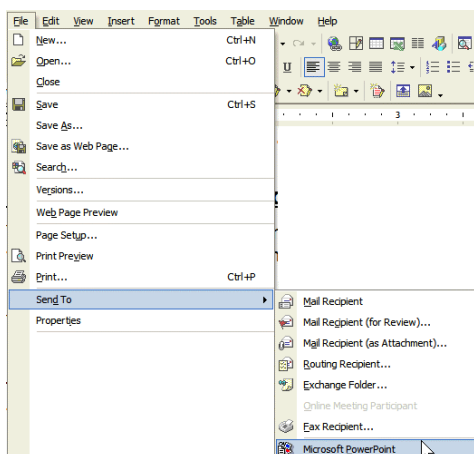 File Edit View Insert Format Tools Table Window Help
New... Ctrl+N
Open... Ctrl+O
Close
Save Ctrl+S
Save As...
Save as Web Page...
Search...
Versions...
Web Page Preview
Page Setup...
Print Preview
Print... Ctrl+P
Send To
Properties
Mail Recipient
Mail Recipient (for Review)...
Mail Recipient (as Attachment)...
Routing Recipient...
Exchange Folder...
Online Meeting Participant
Fax Recipient...
Microsoft PowerPoint
U
3